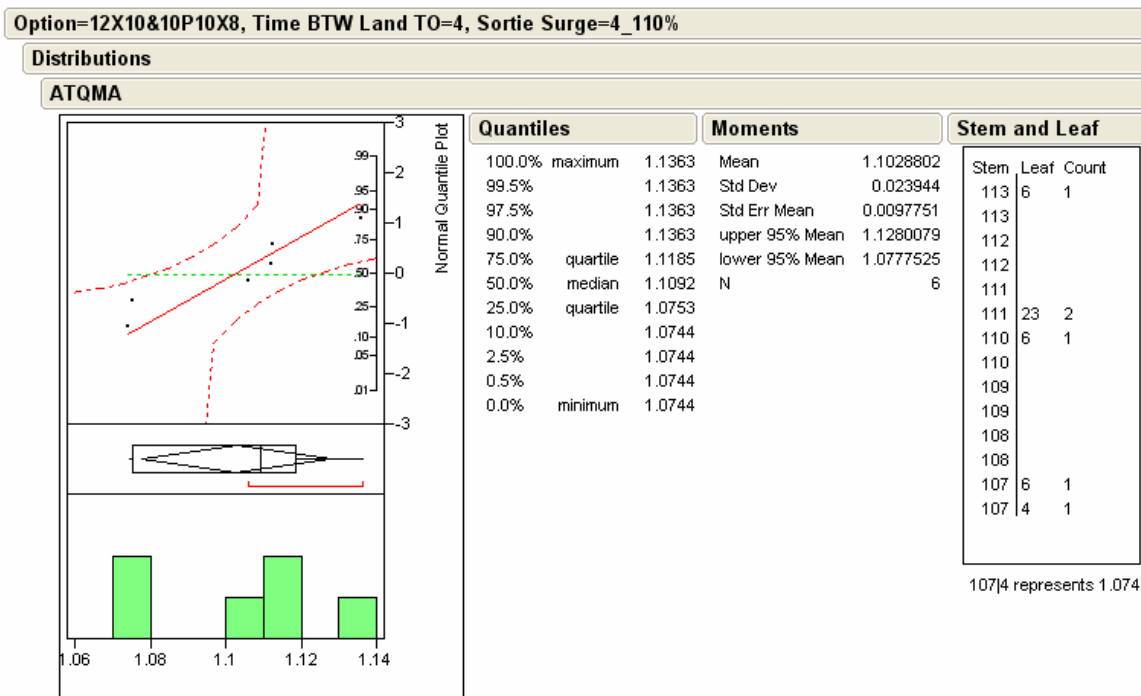 Option=12X10&10P10X8, Time BTW Land TO=4, Sortie Surge=4_110%
Distributions
ATQMA
3
2
1
0
-1
-2
-3
.99
.95
.90
.75
.50
.25
.10
.05
.01
Normal Quantile Plot
1.06 1.08 1.1 1.12 1.14
Quantiles
100.0% maximum 1.1363
99.5% 1.1363
97.5% 1.1363
90.0% 1.1363
75.0% quartile 1.1185
50.0% median 1.1092
25.0% quartile 1.0753
10.0% 1.0744
2.5% 1.0744
0.5% 1.0744
0.0% minimum 1.0744
Moments
Mean 1.1028802
Std Dev 0.023944
Std Err Mean 0.0097751
upper 95% Mean 1.1280079
lower 95% Mean 1.0777525
N 6
Stem and Leaf
Stem Leaf Count
113 6 1
113
112
112
111
111 23 2
110 6 1
110
109
109
108
108
107 6 1
107 4 1
107|4 represents 1.074